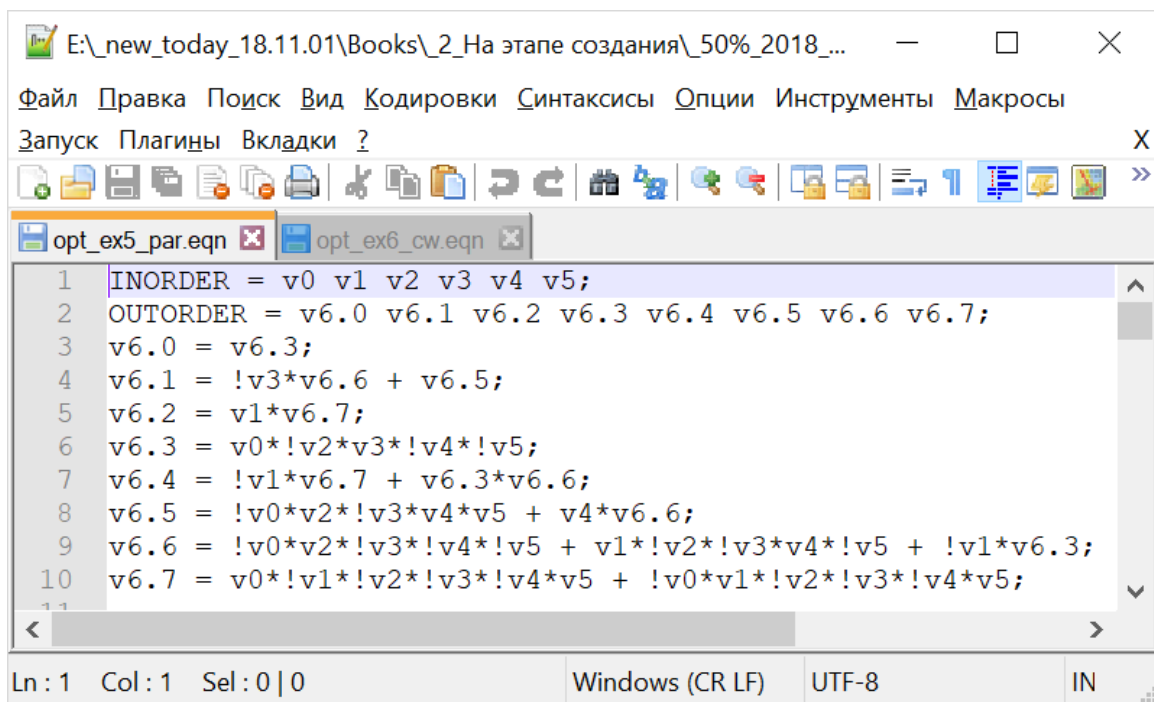 E:\_new_today_18.11.01\Books\_2_На этапе создания\_50%_2018_...
Файл Правка Поиск Вид Кодировки Синтаксисы Опции Инструменты Макросы
Запуск Плагины Вкладки ? X
opt_ex5_par.eqn opt_ex6_cw.eqn
1 INORDER = v0 v1 v2 v3 v4 v5;
2 OUTORDER = v6.0 v6.1 v6.2 v6.3 v6.4 v6.5 v6.6 v6.7;
3 v6.0 = v6.3;
4 v6.1 = !v3*v6.6 + v6.5;
5 v6.2 = v1*v6.7;
6 v6.3 = v0*!v2*v3*!v4*!v5;
7 v6.4 = !v1*v6.7 + v6.3*v6.6;
8 v6.5 = !v0*v2*!v3*v4*v5 + v4*v6.6;
9 v6.6 = !v0*v2*!v3*!v4*!v5 + v1*!v2*!v3*v4*!v5 + !v1*v6.3;
10 v6.7 = v0*!v1*!v2*!v3*!v4*v5 + !v0*v1*!v2*!v3*!v4*v5;
11
Ln : 1 Col : 1 Sel : 0 | 0 Windows (CR LF) UTF-8 IN